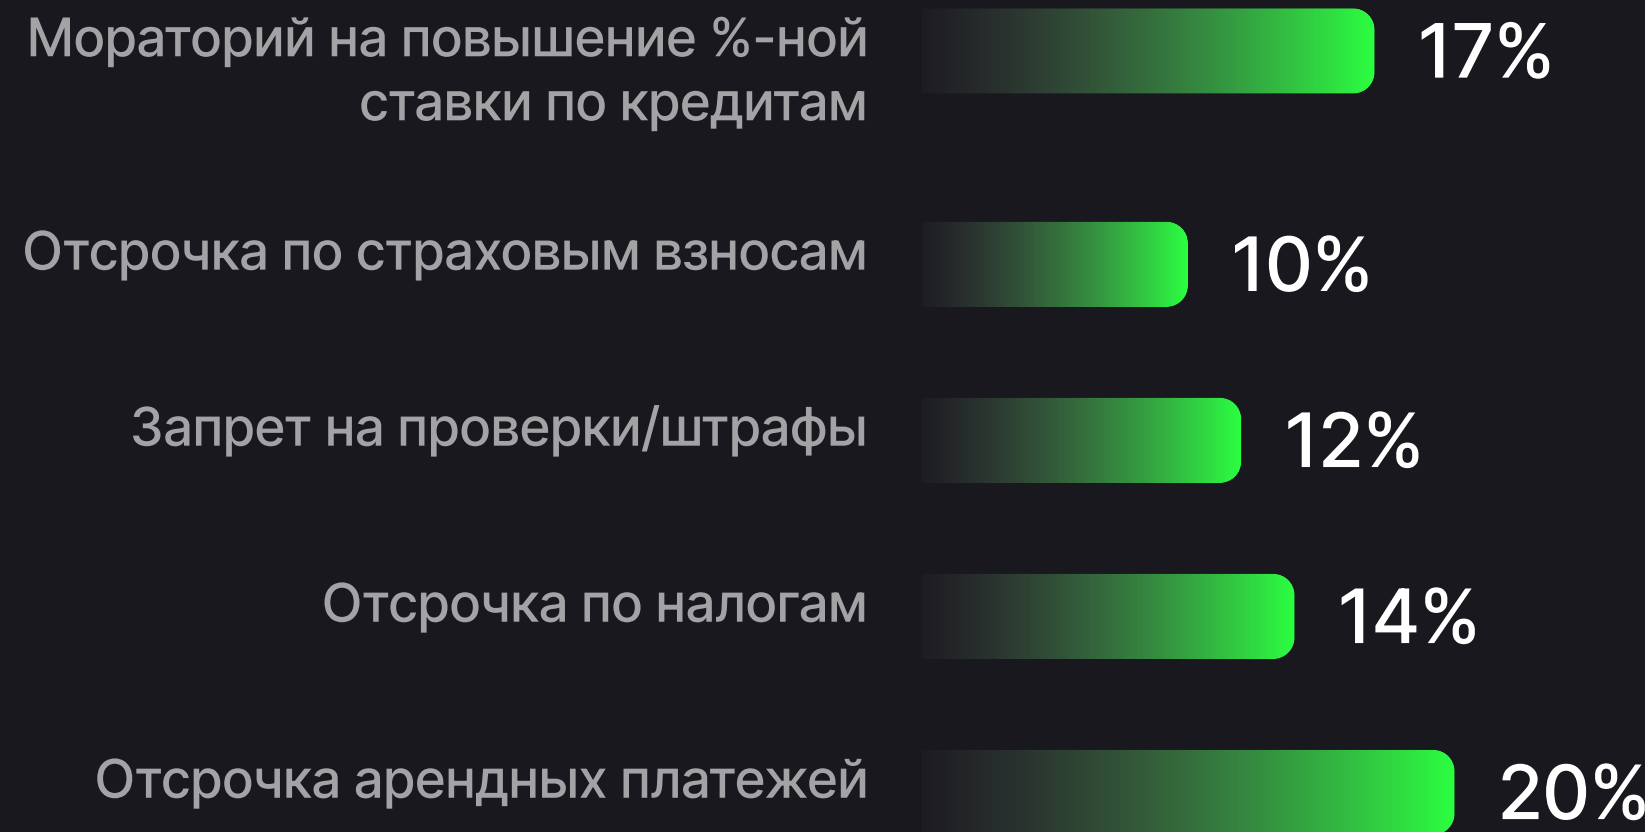 Мораторий на повышение %-ной 17%
ставки по кредитам
Отсрочка по страховым взносам 10%
Запрет на проверки/штрафы 12%
Отсрочка по налогам 14%
Отсрочка арендных платежей 20%